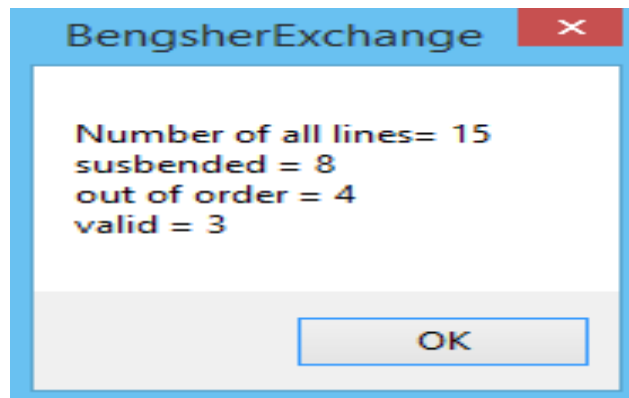 BengsherExchange
Number of all lines= 15
susbended = 8
out of order = 4
valid = 3
OK